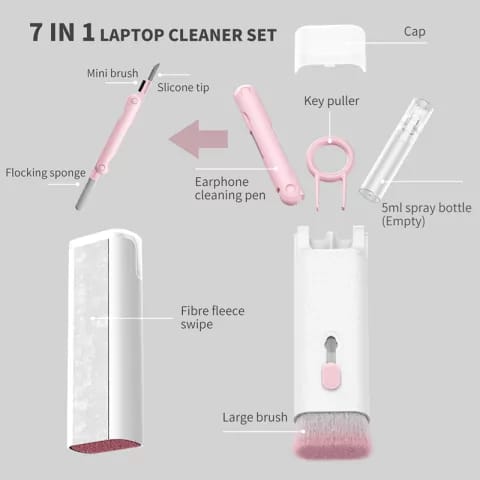 7 IN 1 LAPTOP CLEANER SET
Cap
Mini brush
Silicone tip
Key puller
Flocking sponge
Earphone
cleaning pen
5ml spray bottle
(Empty)
Fibre fleece
swipe
Large brush